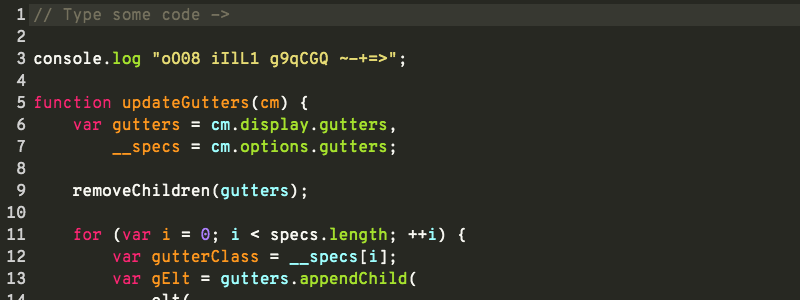 1 // Type some code ->
2
3 console.log "oO08 iIlL1 g9qCGQ ~-+=>";
4
5 function updateGutters(cm) {
6 var gutters = cm.display.gutters,
7 __specs = cm.options.gutters;
8
9 removeChildren(gutters);
10
11 for (var i = 0; i < specs.length; ++i) {
12 var gutterClass = __specs[i];
13 var gElt = gutters.appendChild(
14 elt(